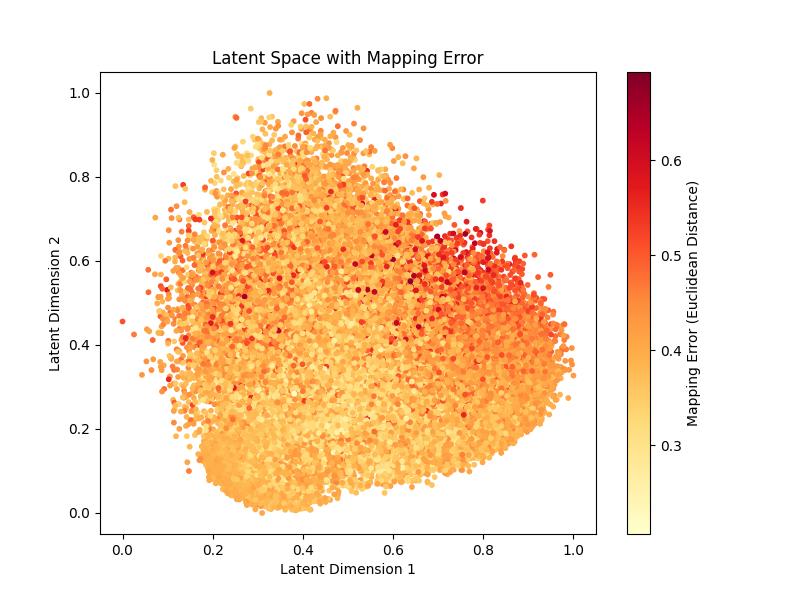 Latent Space with Mapping Error
Latent Dimension 2
1.0
0.8
0.6
0.4
0.2
0.0
0.0 0.2 0.4 0.6 0.8 1.0
Latent Dimension 1
0.6
0.5
0.4
0.3
Mapping Error (Euclidean Distance)